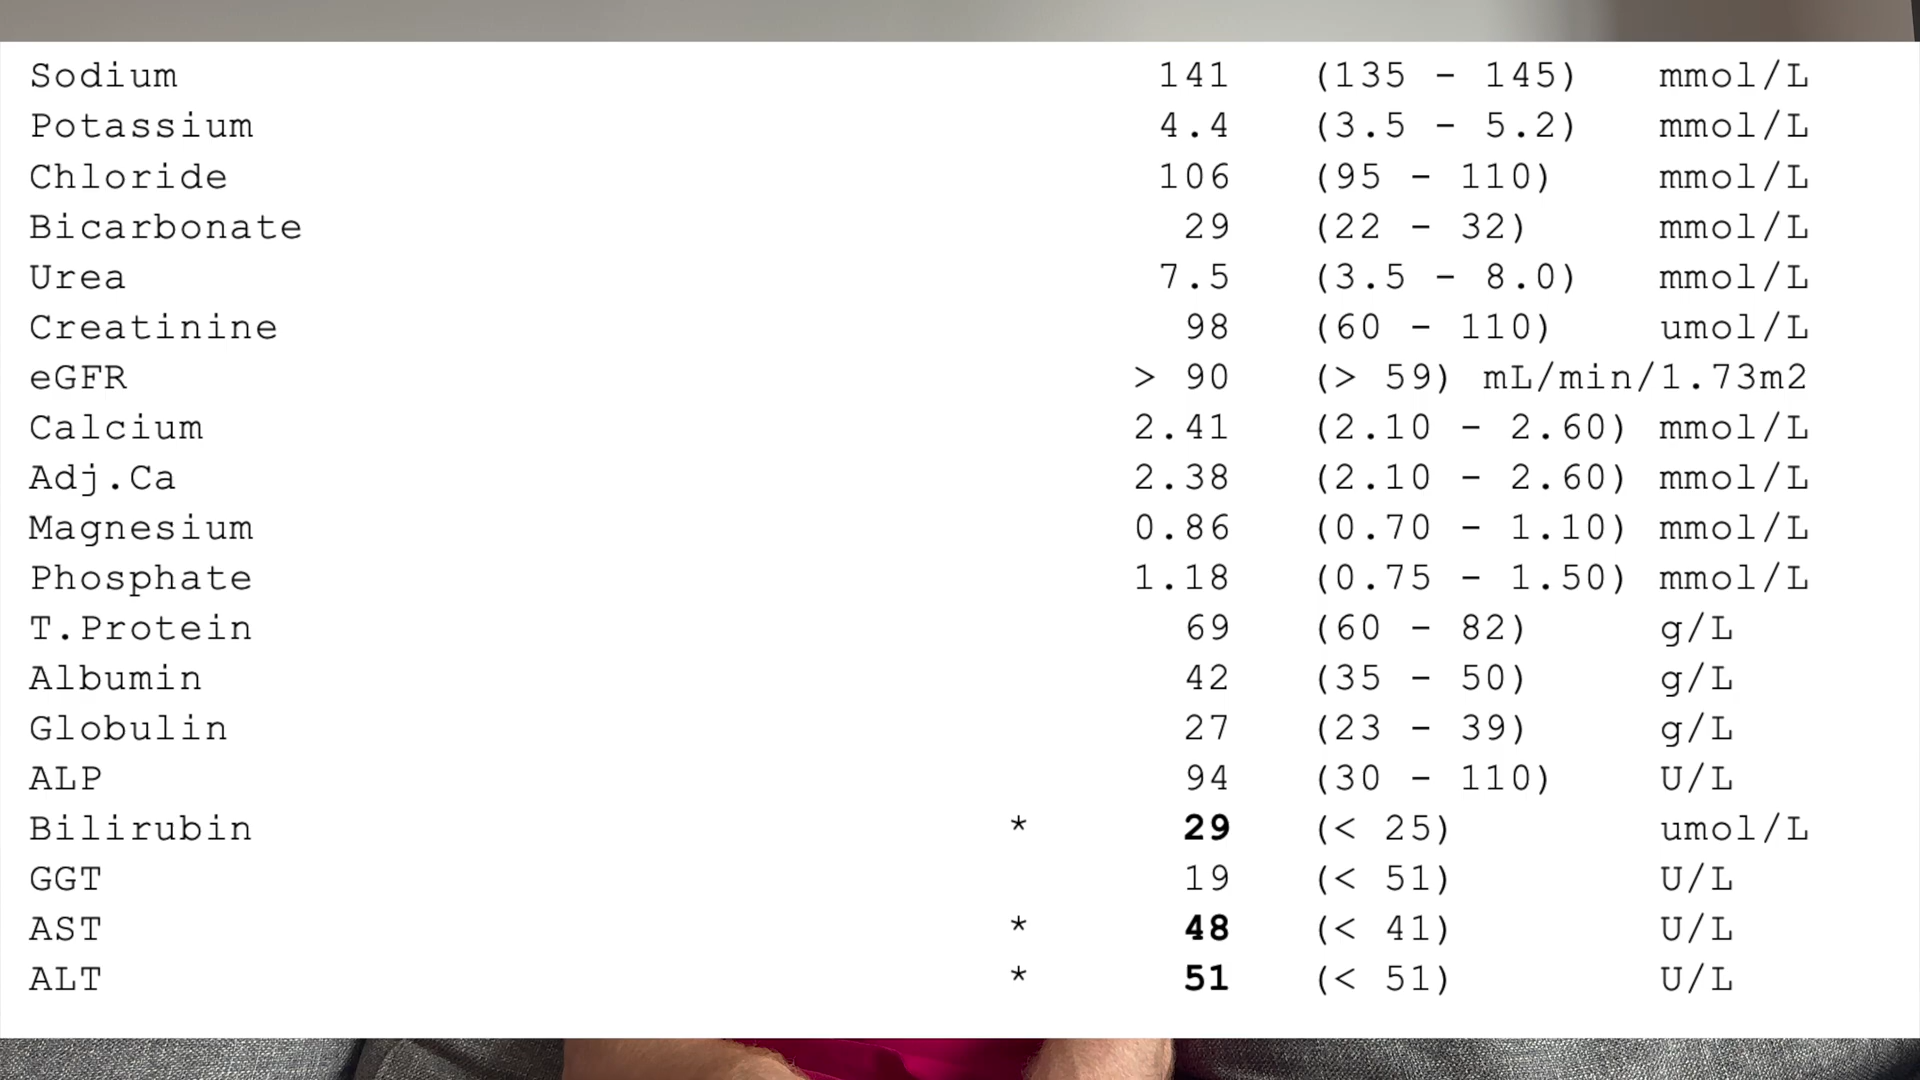 Sodium 141 (135 - 145) mmol/L
Potassium 4.4 (3.5 - 5.2) mmol/L
Chloride 106 (95 - 110) mmol/L
Bicarbonate 29 (22 - 32) mmol/L
Urea 7.5 (3.5 - 8.0) mmol/L
Creatinine 98 (60 - 110) umol/L
eGFR > 90 (> 59) mL/min/1.73m2
Calcium 2.41 (2.10 - 2.60) mmol/L
Adj.Ca 2.38 (2.10 - 2.60) mmol/L
Magnesium 0.86 (0.70 - 1.10) mmol/L
Phosphate 1.18 (0.75 - 1.50) mmol/L
T.Protein 69 (60 - 82) g/L
Albumin 42 (35 - 50) g/L
Globulin 27 (23 - 39) g/L
ALP 94 (30 - 110) U/L
Bilirubin * 29 (< 25) umol/L
GGT 19 (< 51) U/L
AST * 48 (< 41) U/L
ALT * 51 (< 51) U/L